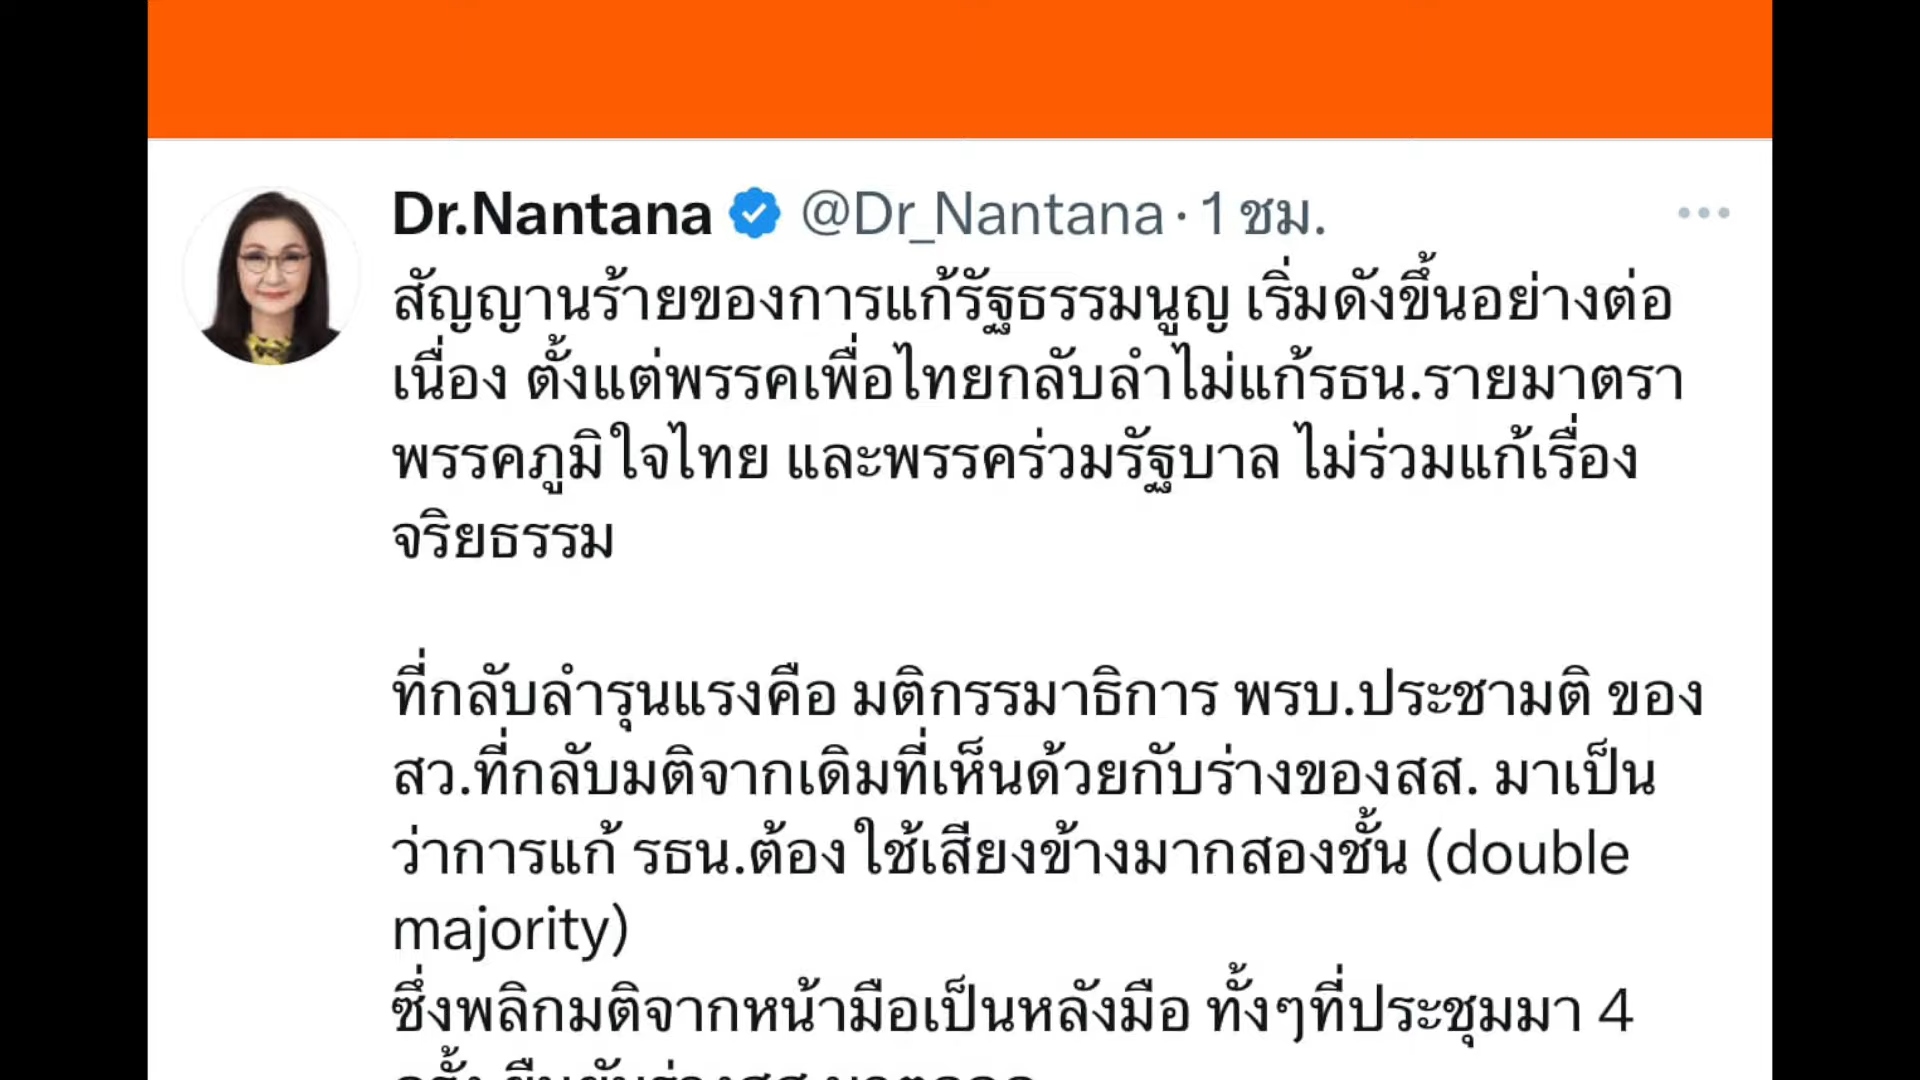 Dr.Nantana @Dr_Nantana · 1 ชม.
สัญญานร้ายของการแก้รัฐธรรมนูญ เริ่มดังขึ้นอย่างต่อ
เนื่อง ตั้งแต่พรรคเพื่อไทยกลับลำไม่แก้รธน.รายมาตรา
พรรคภูมิใจไทย และพรรคร่วมรัฐบาล ไม่ร่วมแก้เรื่อง
จริยธรรม
ที่กลับลำรุนแรงคือ มติกรรมาธิการ พรบ.ประชามติ ของ
สว.ที่กลับมติจากเดิมที่เห็นด้วยกับร่างของสส. มาเป็น
ว่าการแก้ รธน.ต้องใช้เสียงข้างมากสองชั้น (double
majority)
ซึ่งพลิกมติจากหน้ามือเป็นหลังมือ ทั้งๆที่ประชุมมา 4